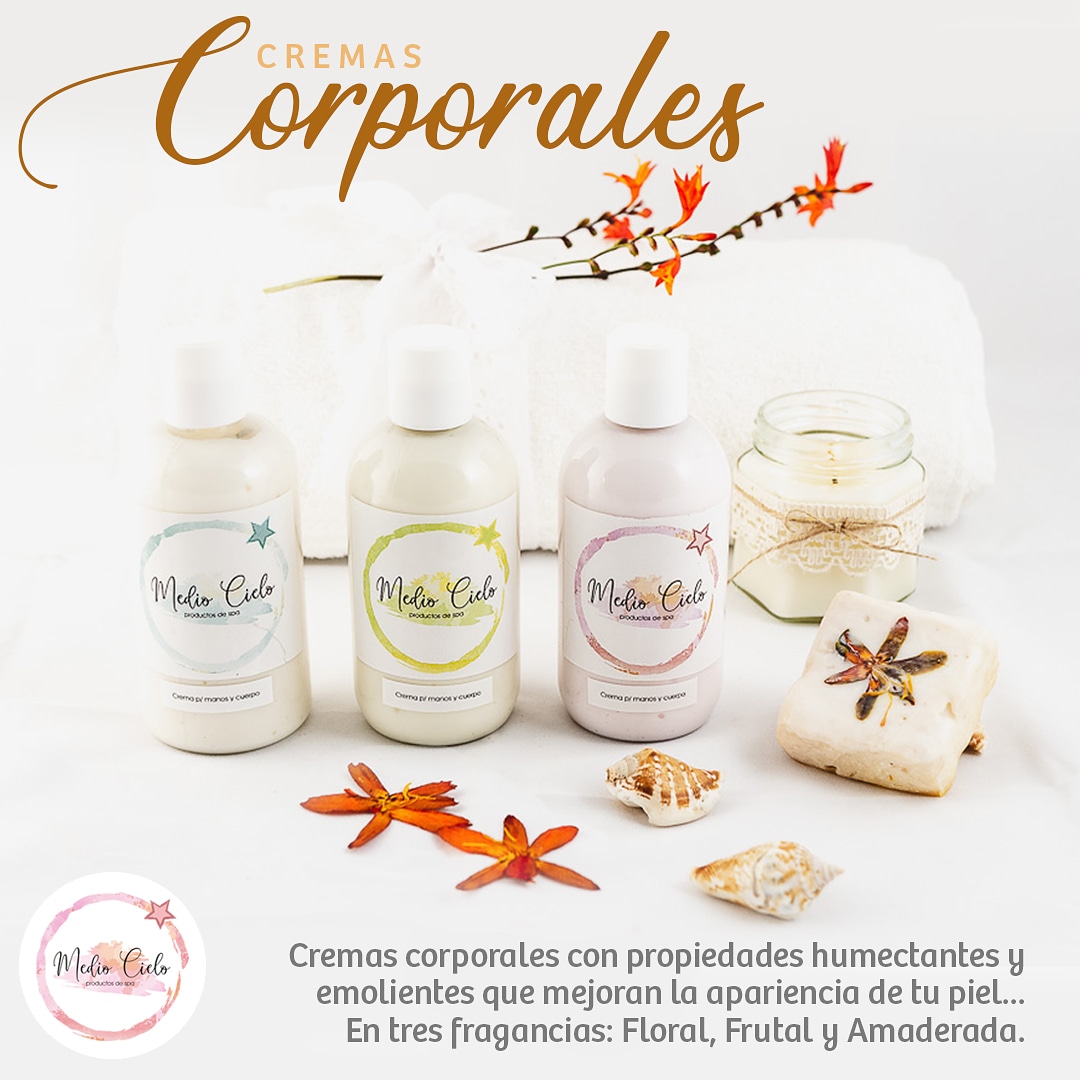 CREMAS
Corporales
Medio Cielo
productos de spa
Crema p/ manos y cuerpo
Medio Cielo
productos de spa
Crema p/ manos y cuerpo
Medio Cielo
productos de spa
Crema p/ manos y cuerpo
Medio Cielo
productos de spa
Cremas corporales con propiedades humectantes y
emolientes que mejoran la apariencia de tu piel...
En tres fragancias: Floral, Frutal y Amaderada.